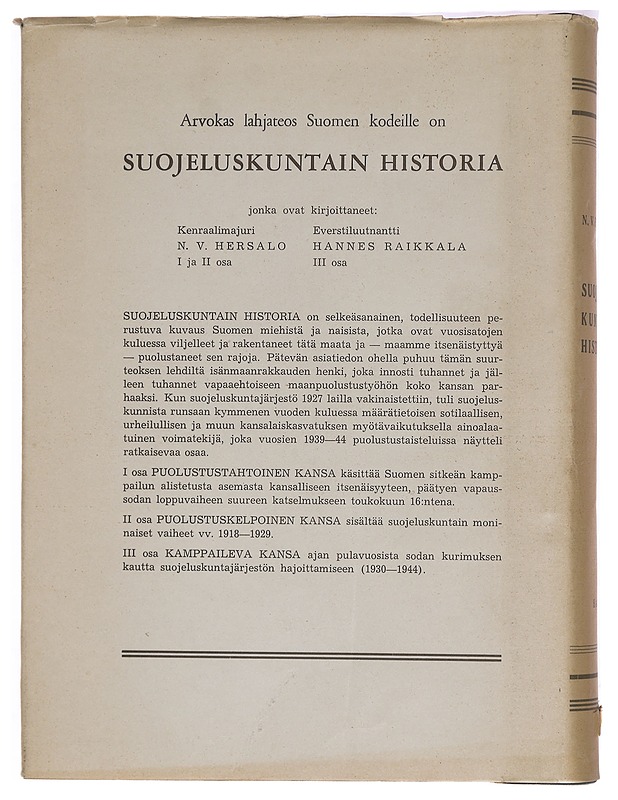 Arvokas lahjateos Suomen kodeille on
SUOJELUSKUNTAIN HISTORIA
jonka ovat kirjoittaneet:
Kenraalimajuri Everstiluutnantti
N. V. HERSALO HANNES RAIKKALA
I ja II osa III osa
SUOJELUSKUNTAIN HISTORIA on selkeäsanainen, todellisuuteen pe-
rustuva kuvaus Suomen miehistä ja naisista, jotka ovat vuosisatojen
kuluessa viljelleet ja rakentaneet tätä maata ja — maamme itsenäistyttyä
— puolustaneet sen rajoja. Pätevän asiatiedon ohella puhuu tämän suur-
teoksen lehdiltä isänmaanrakkauden henki, joka innosti tuhannet ja jäl-
leen tuhannet vapaaehtoiseen maanpuolustustyöhön koko kansan par-
haaksi. Kun suojeluskuntajärjestö 1927 lailla vakinaistettiin, tuli suojelus-
kunnista runsaan kymmenen vuoden kuluessa määrätietoisen sotilaallisen,
urheilullisen ja muun kansalaiskasvatuksen myötävaikutuksella ainoalaa-
tuinen voimatekijä, joka vuosien 1939—44 puolustustaisteluissa näytteli
ratkaisevaa osaa.
I osa PUOLUSTUSTAHTOINEN KANSA käsittää Suomen sitkeän kamp-
pailun alistetusta asemasta kansalliseen itsenäisyyteen, päätyen vapaus-
sodan loppuvaiheen suureen katselmukseen toukokuun 16:ntena.
II osa PUOLUSTUSKELPOINEN KANSA sisältää suojeluskuntain moni-
naiset vaiheet vv. 1918—1929.
III osa KAMPPAILEVA KANSA ajan pulavuosista sodan kurimuksen
kautta suojeluskuntajärjestön hajoittamiseen (1930—1944).
N. V.
SUO
KUN
HIST